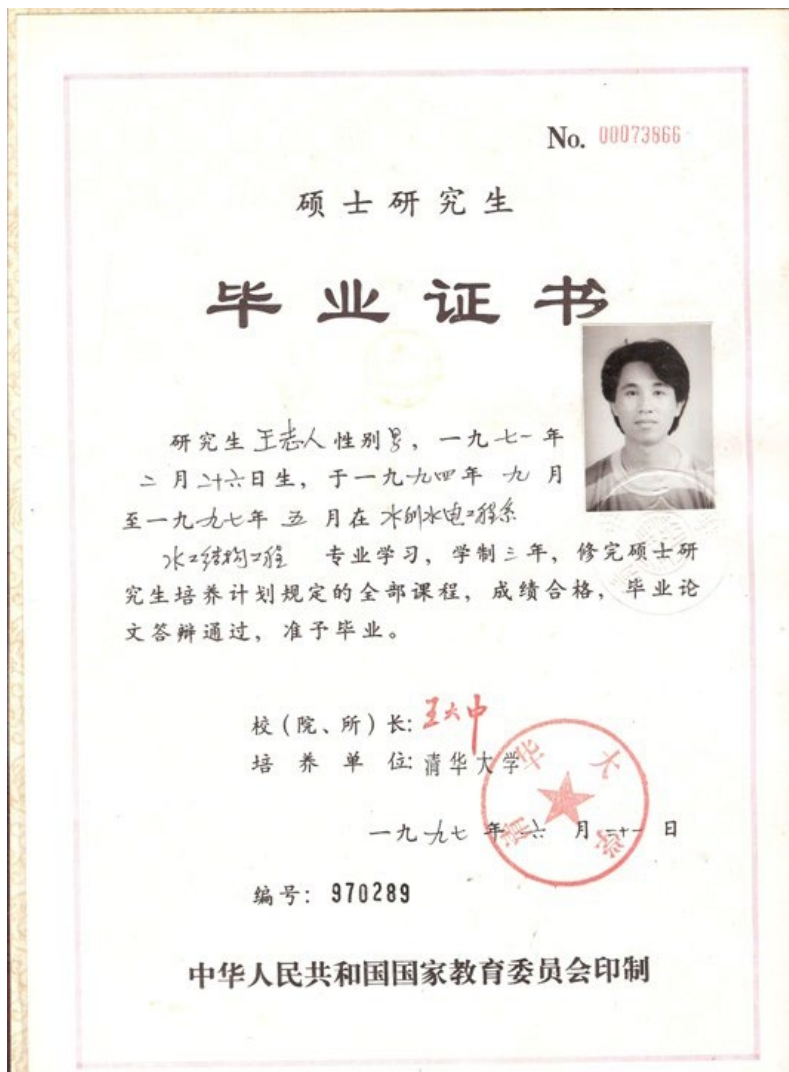 No. 00073866
硕士研究生
毕业证书
研究生王志人性别男，一九七一年
二月二十六日生，于一九九四年 九月
至一九九七年 五 月在 水利水电工程系
水工结构工程 专业学习，学制三年，修完硕士研
究生培养计划规定的全部课程，成绩合格，毕业论
文答辩通过，准予毕业。
校（院、所）长：王大中
培养单位：清华大学
清华大学
一九九七年 六 月二十一日
编号：970289
中华人民共和国国家教育委员会印制